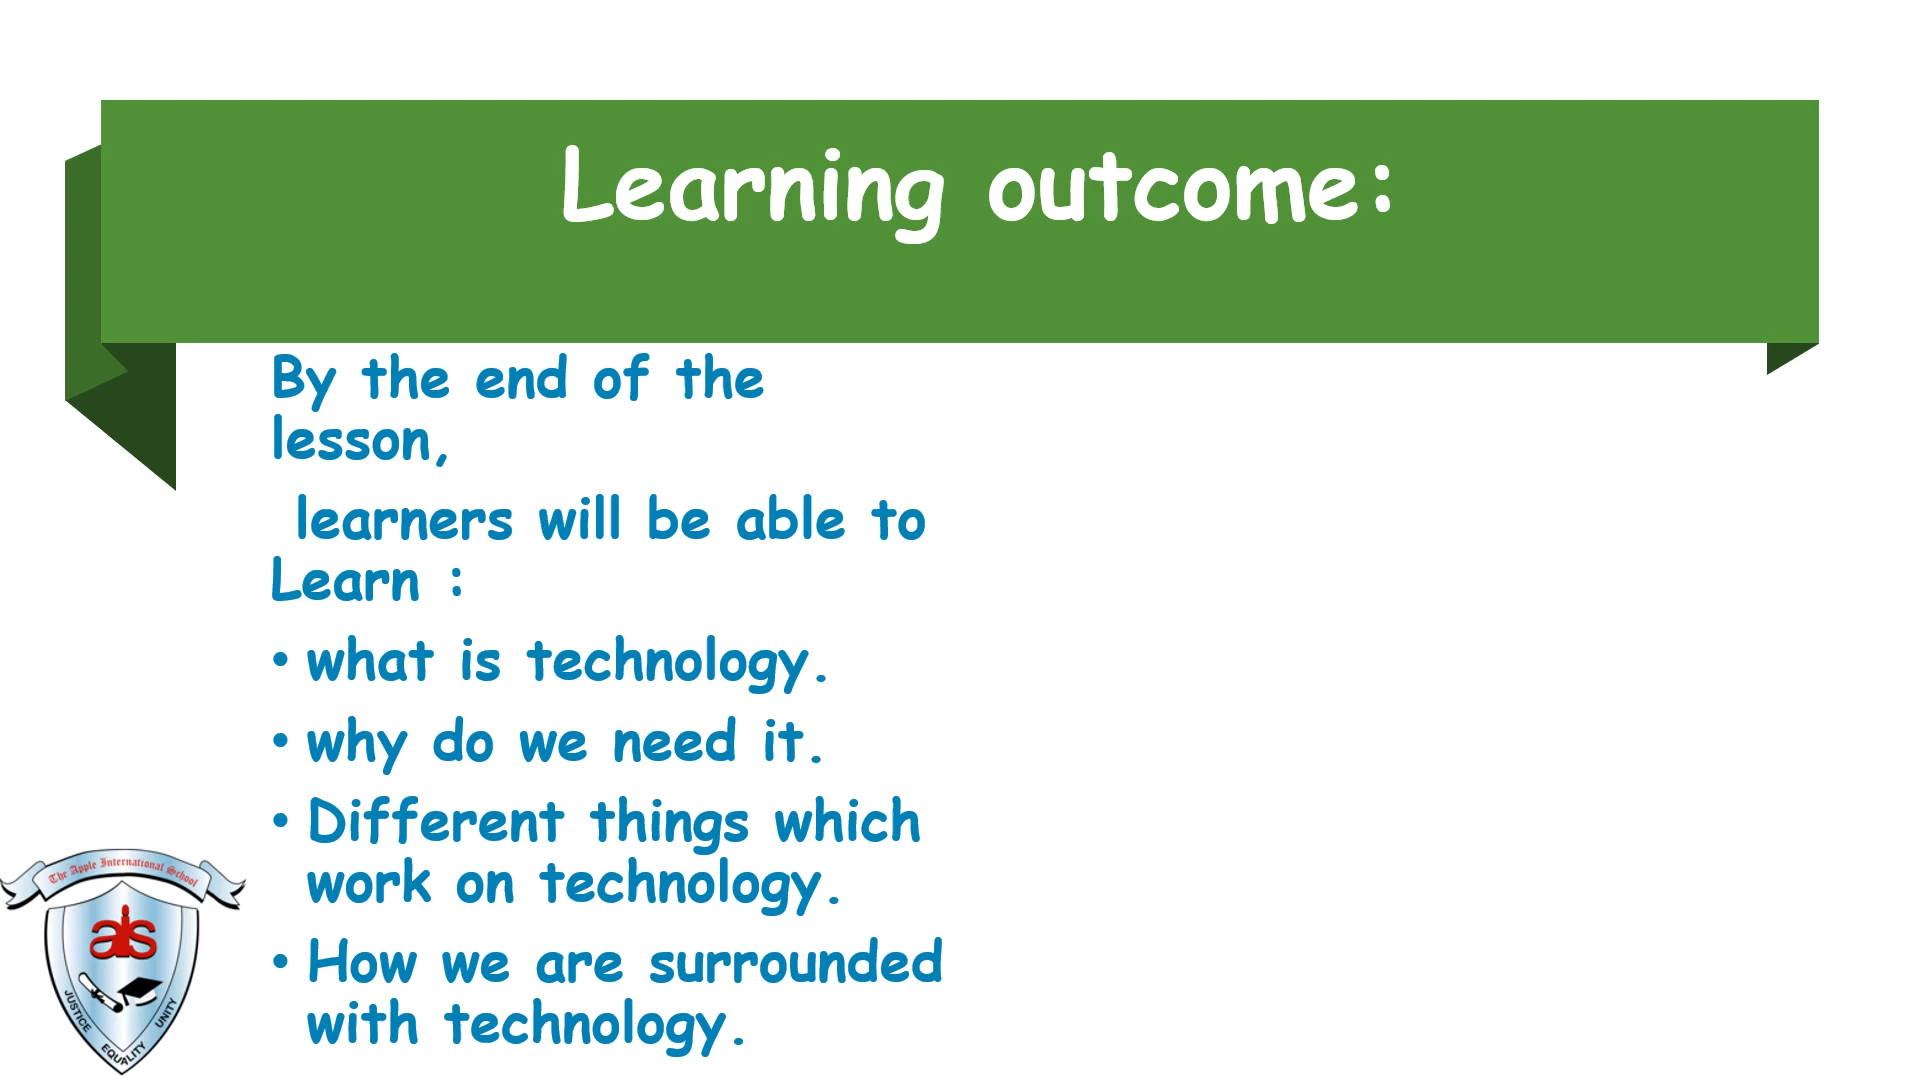 Learning outcome:
By the end of the
lesson,
learners will be able to
Learn :
• what is technology.
• why do we need it.
• Different things which
work on technology.
• How we are surrounded
with technology.
The Apple International School
ais
JUSTICE
EQUALITY
UNITY